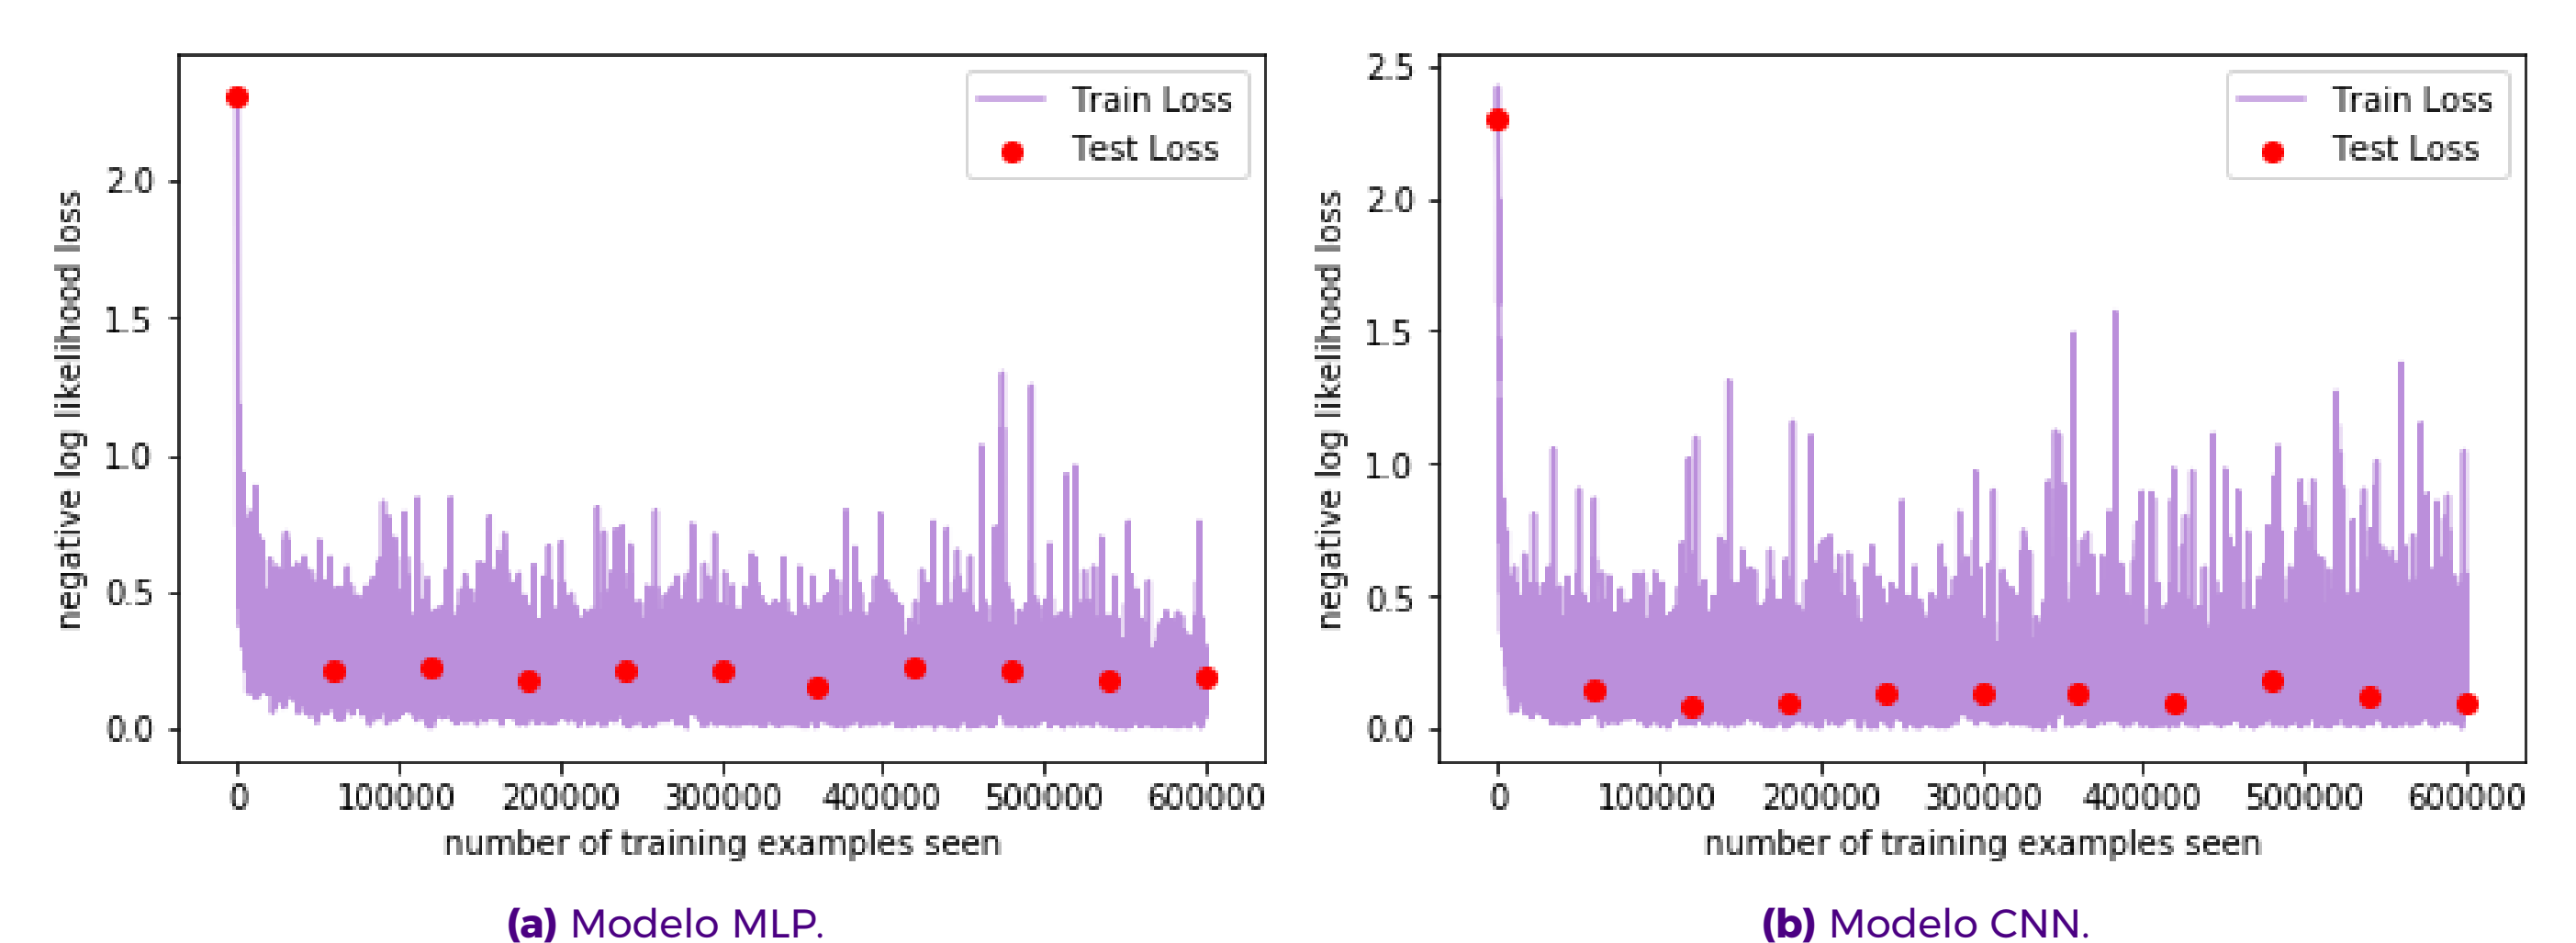 Train Loss
Test Loss
2.0
1.5
1.0
0.5
0.0
negative log likelihood loss
0 100000 200000 300000 400000 500000 600000
number of training examples seen
(a) Modelo MLP.
Train Loss
Test Loss
2.5
2.0
1.5
1.0
0.5
0.0
negative log likelihood loss
0 100000 200000 300000 400000 500000 600000
number of training examples seen
(b) Modelo CNN.